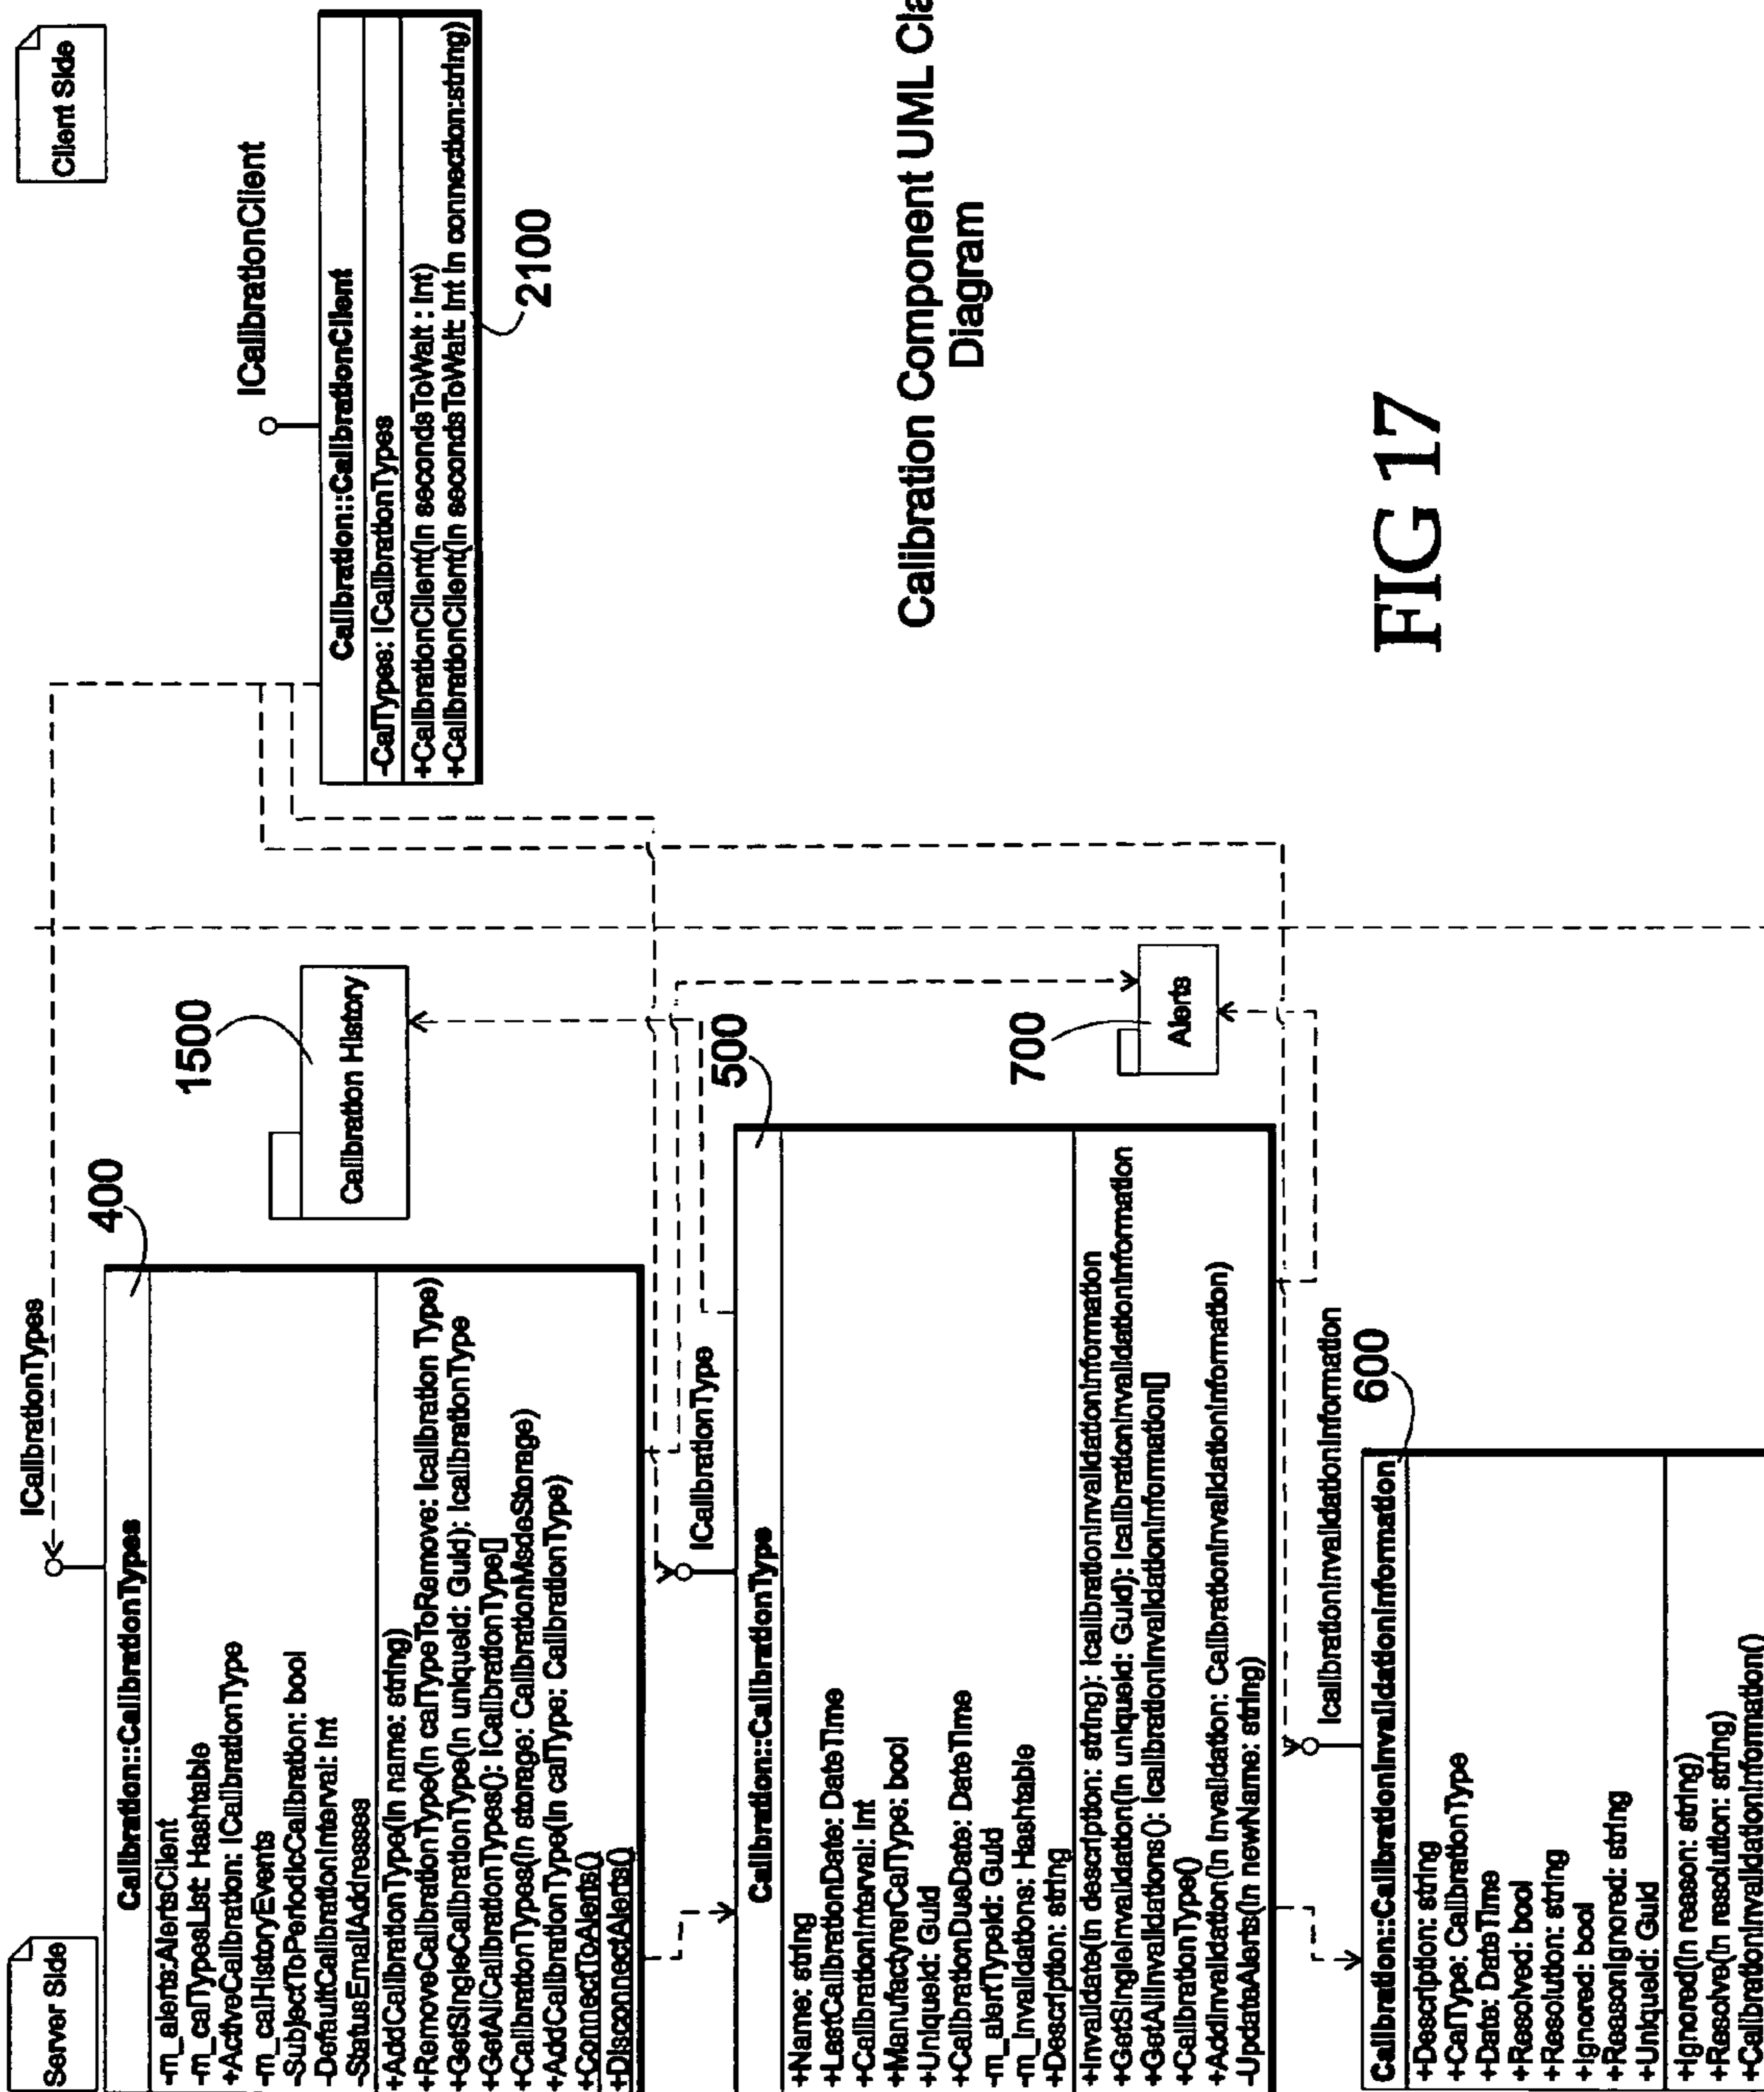 Server Side
Client Side
ICalibrationTypes
400
Calibration::CalibrationTypes
-m_alerts:AlertsClient
-m_calTypesList: Hashtable
+ActiveCalibration: ICalibrationType
-m_calHistoryEvents
-SubjectToPeriodicCalibration: bool
-DefaultCalibrationInterval: Int
-StatusEmailAddresses
+AddCalibrationType(In name: string)
+RemoveCalibrationType(In calTypeToRemove: Icalibration Type)
+GetSingleCalibrationType(In uniqueId: Guid): IcalibrationType
+GetAllCalibrationTypes(): ICalibrationType[]
+CalibrationTypes(In storage: CalibrationMsdeStorage)
+AddCalibrationType(In calType: CalibrationType)
+ConnectToAlerts()
+DisconnectAlerts()
1500
Calibration History
ICalibrationClient
Calibration::CalibrationClient
-CalTypes: ICalibrationTypes
+CalibrationClient(In secondsToWait : Int)
+CalibrationClient(In secondsToWait: Int In connection:string)
2100
ICalibrationType
500
Calibration::CalibrationType
+Name: string
+LastCalibrationDate: DateTime
+CalibrationInterval: Int
+ManufactyrerCalType: bool
+UniqueId: Guid
+CalibrationDueDate: DateTime
-m_alertTypeId: Guid
-m_Invalidations: Hashtable
+Description: string
+Invalidate(In description: string): IcalibrationInvalidationInformation
+GetSingleInvalidation(In uniqueId: Guid): IcalibrationInvalidationInformation
+GetAllInvalidations(): IcalibrationInvalidationInformation[]
+CalibrationType()
+AddInvalidation(In Invalidation: CalibrationInvalidationInformation)
-UpdateAlerts(In newName: string)
700
Alerts
Calibration Component UML Cla
Diagram
IcalibrationInvalidationInformation
600
Calibration::CalibrationInvalidationInformation
+Description: string
+CalType: CalibrationType
+Date: DateTime
+Resolved: bool
+Resolution: string
+Ignored: bool
+ReasonIgnored: string
+UniqueId: Guid
+Ignored(In reason: string)
+Resolve(In resolution: string)
+CalibrationInvalidationInformation()
FIG 17